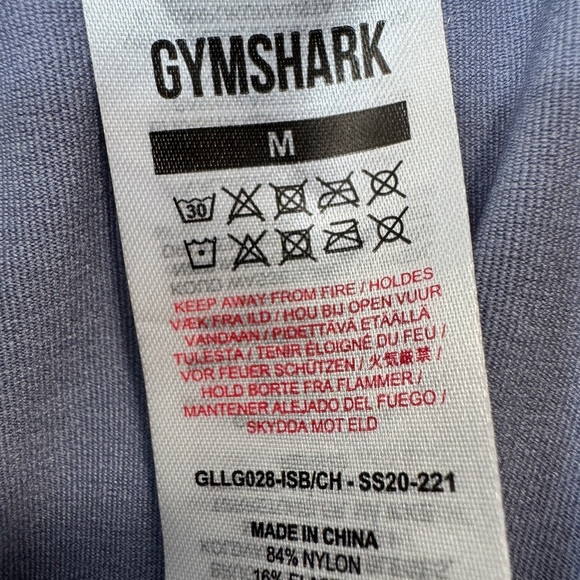 GYMSHARK
M
30
KEEP AWAY FROM FIRE / HOLDES
VÆK FRA ILD / HOU BIJ OPEN VUUR
VANDAAN / PIDETTÄVÄ ETÄÄLLÄ
TULESTA / TENIR ÉLOIGNÉ DU FEU /
VOR FEUER SCHÜTZEN / 火気厳禁 /
HOLD BORTE FRA FLAMMER /
MANTENER ALEJADO DEL FUEGO /
SKYDDA MOT ELD
GLLG028-ISB/CH - SS20-221
MADE IN CHINA
84% NYLON
16%